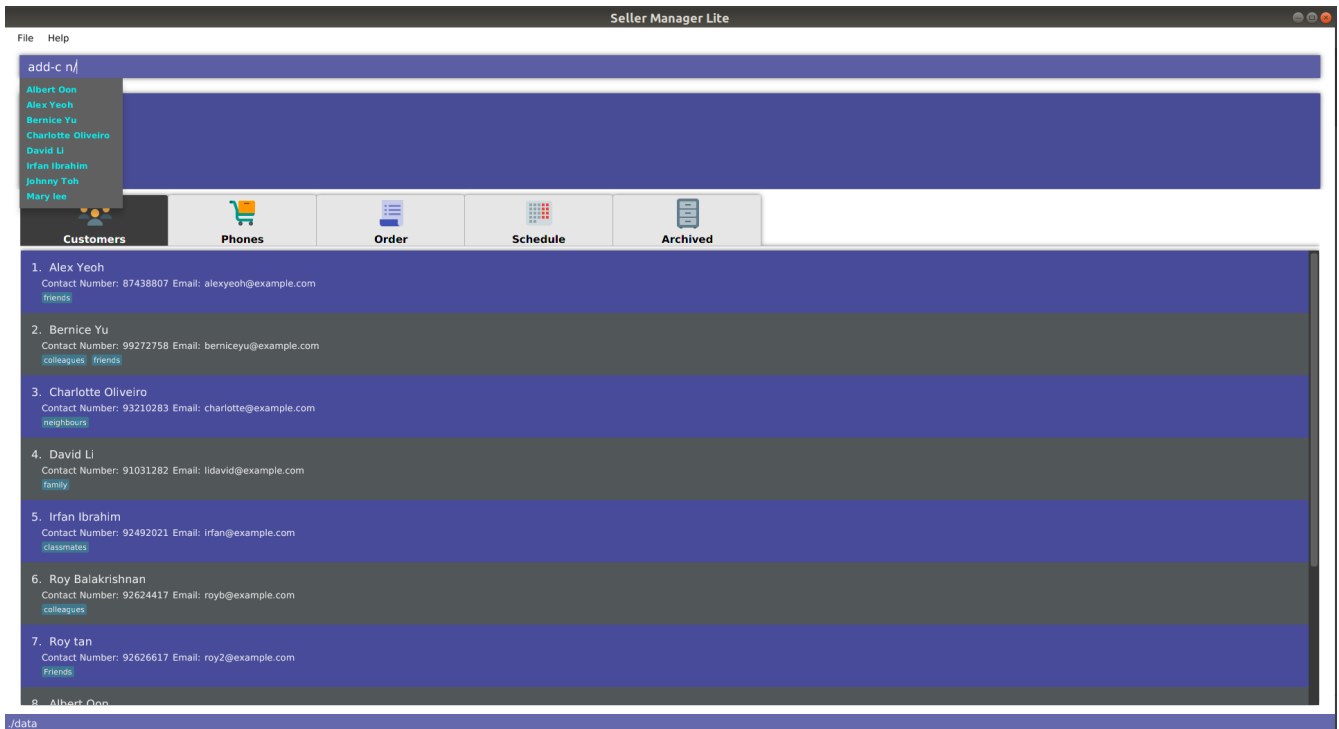 Seller Manager Lite
File Help
add-c n/
Albert Oon
Alex Yeoh
Bernice Yu
Charlotte Oliveiro
David Li
Irfan Ibrahim
Johnny Toh
Mary lee
Customers Phones Order Schedule Archived
1. Alex Yeoh
Contact Number: 87438807 Email: alexyeoh@example.com
friends
2. Bernice Yu
Contact Number: 99272758 Email: berniceyu@example.com
colleagues friends
3. Charlotte Oliveiro
Contact Number: 93210283 Email: charlotte@example.com
neighbours
4. David Li
Contact Number: 91031282 Email: lidavid@example.com
family
5. Irfan Ibrahim
Contact Number: 92492021 Email: irfan@example.com
classmates
6. Roy Balakrishnan
Contact Number: 92624417 Email: royb@example.com
colleagues
7. Roy tan
Contact Number: 92626617 Email: roy2@example.com
Friends
8. Albert Oon
./data